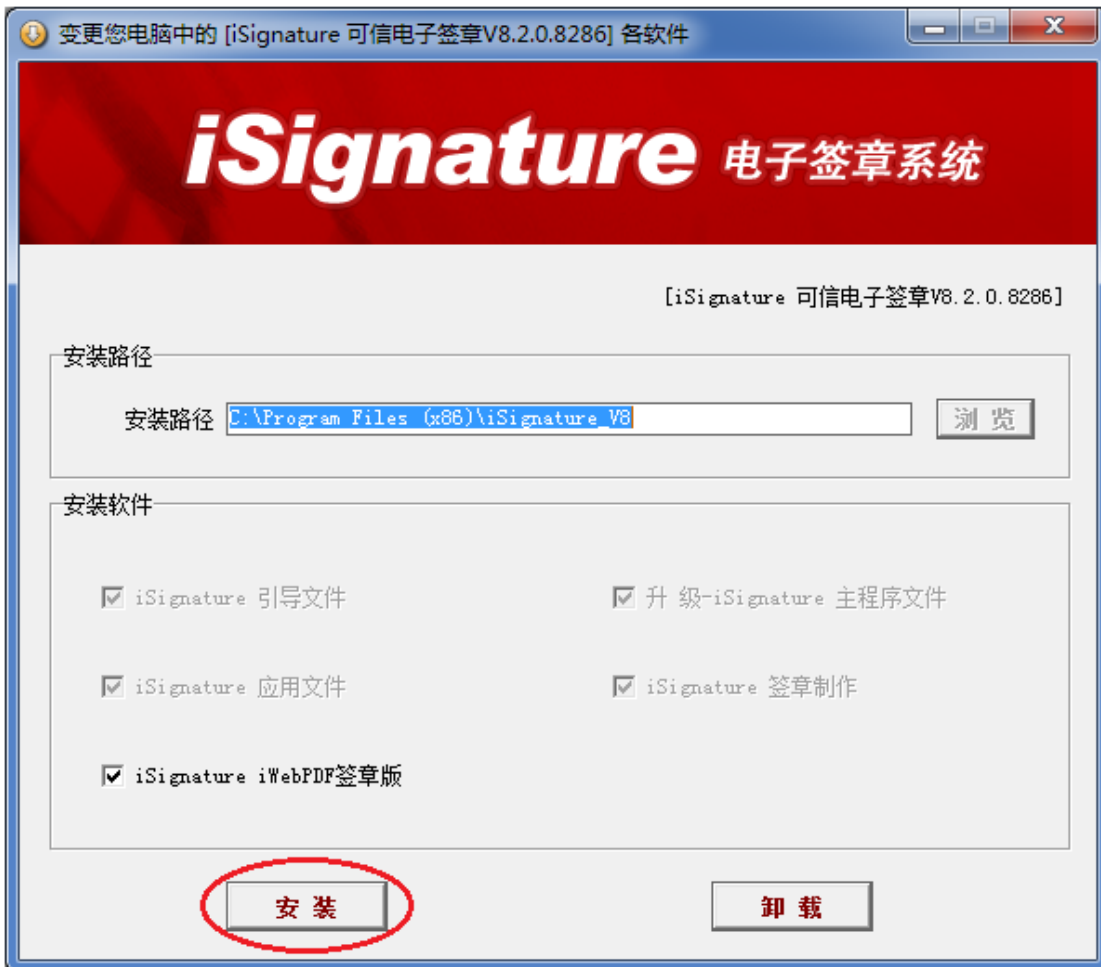 变更您电脑中的 [iSignature 可信电子签章V8.2.0.8286] 各软件
iSignature 电子签章系统
[iSignature 可信电子签章V8.2.0.8286]
安装路径
安装路径 C:\Program Files (x86)\iSignature_V8 浏 览
安装软件
iSignature 引导文件 升 级-iSignature 主程序文件
iSignature 应用文件 iSignature 签章制作
iSignature iWebPDF签章版
安 装 卸 载